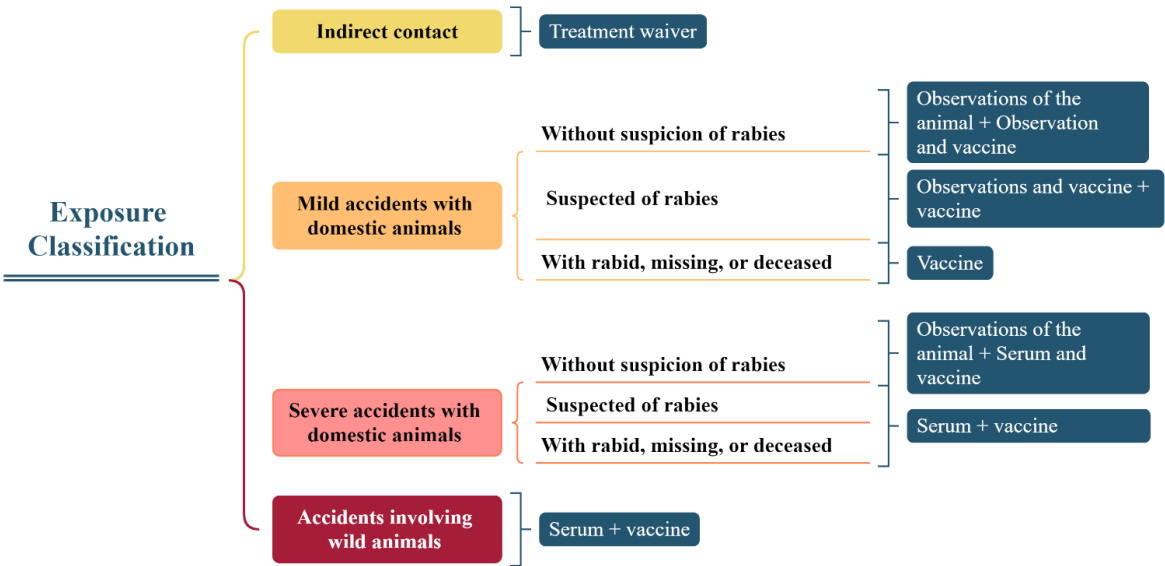 Exposure
Classification
Indirect contact
Treatment waiver
Mild accidents with
domestic animals
Without suspicion of rabies
Observations of the
animal + Observation
and vaccine
Suspected of rabies
Observations and vaccine +
vaccine
With rabid, missing, or deceased
Vaccine
Severe accidents with
domestic animals
Without suspicion of rabies
Observations of the
animal + Serum and
vaccine
Suspected of rabies
With rabid, missing, or deceased
Serum + vaccine
Accidents involving
wild animals
Serum + vaccine